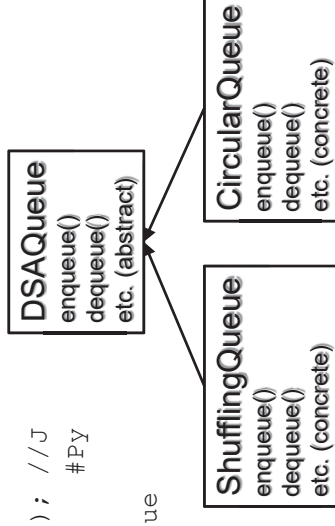 ); //J
#Py
ue
DSAQueue
enqueue()
dequeue()
etc. (abstract)
ShufflingQueue
enqueue()
dequeue()
etc. (concrete)
CircularQueue
enqueue()
dequeue()
etc. (concrete)